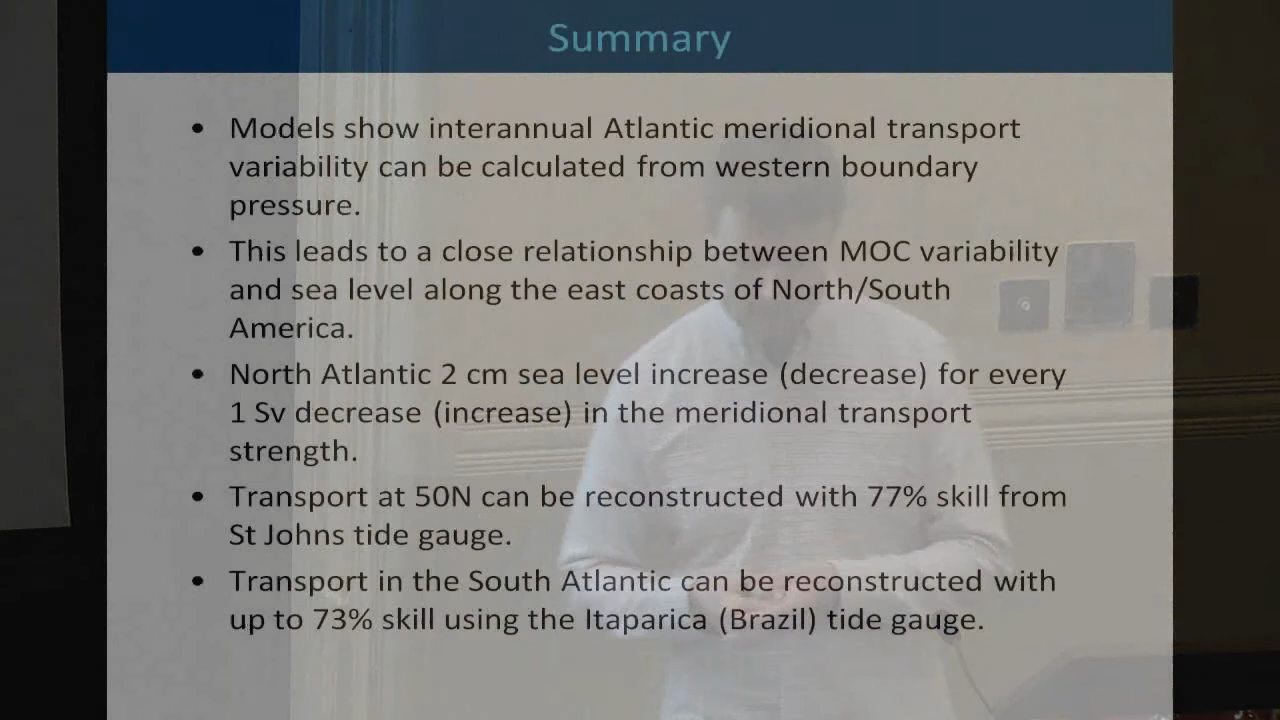 Summary
• Models show interannual Atlantic meridional transport
variability can be calculated from western boundary
pressure.
• This leads to a close relationship between MOC variability
and sea level along the east coasts of North/South
America.
• North Atlantic 2 cm sea level increase (decrease) for every
1 Sv decrease (increase) in the meridional transport
strength.
• Transport at 50N can be reconstructed with 77% skill from
St Johns tide gauge.
• Transport in the South Atlantic can be reconstructed with
up to 73% skill using the Itaparica (Brazil) tide gauge.